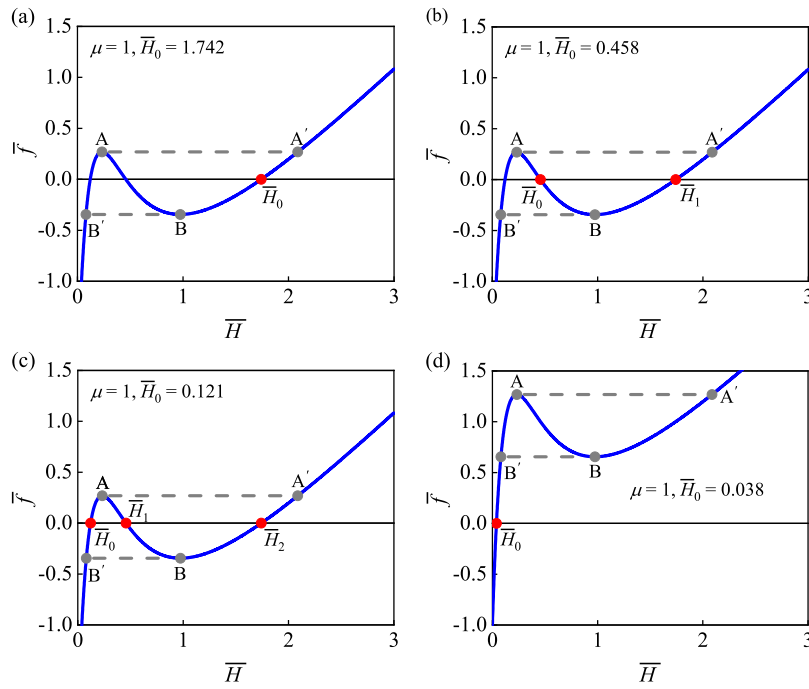 (a)
μ = 1, H̅₀ = 1.742
1.5
1.0
0.5
0.0
-0.5
-1.0
f̅
A
A′
H̅₀
B′
B
0
1
2
3
H̅
(b)
μ = 1, H̅₀ = 0.458
1.5
1.0
0.5
0.0
-0.5
-1.0
f̅
A
A′
H̅₀
H̅₁
B′
B
0
1
2
3
H̅
(c)
μ = 1, H̅₀ = 0.121
1.5
1.0
0.5
0.0
-0.5
-1.0
f̅
A
A′
H̅₁
H̅₀
H̅₂
B′
B
0
1
2
3
H̅
(d)
1.5
1.0
0.5
0.0
-0.5
-1.0
f̅
A
A′
B′
B
μ = 1, H̅₀ = 0.038
H̅₀
0
1
2
3
H̅